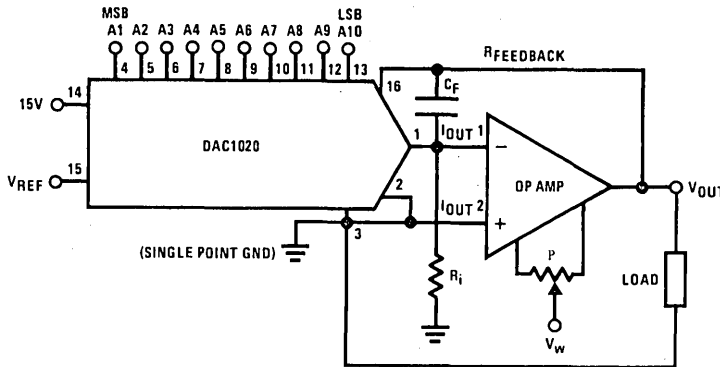 MSB LSB
A1 A2 A3 A4 A5 A6 A7 A8 A9 A10
4 5 6 7 8 9 10 11 12 13
16
RFEEDBACK
CF
14
15V
DAC1020
1
IOUT 1
−
OP AMP
VOUT
15
VREF
2
IOUT 2
+
3
(SINGLE POINT GND)
Ri
P
LOAD
VW